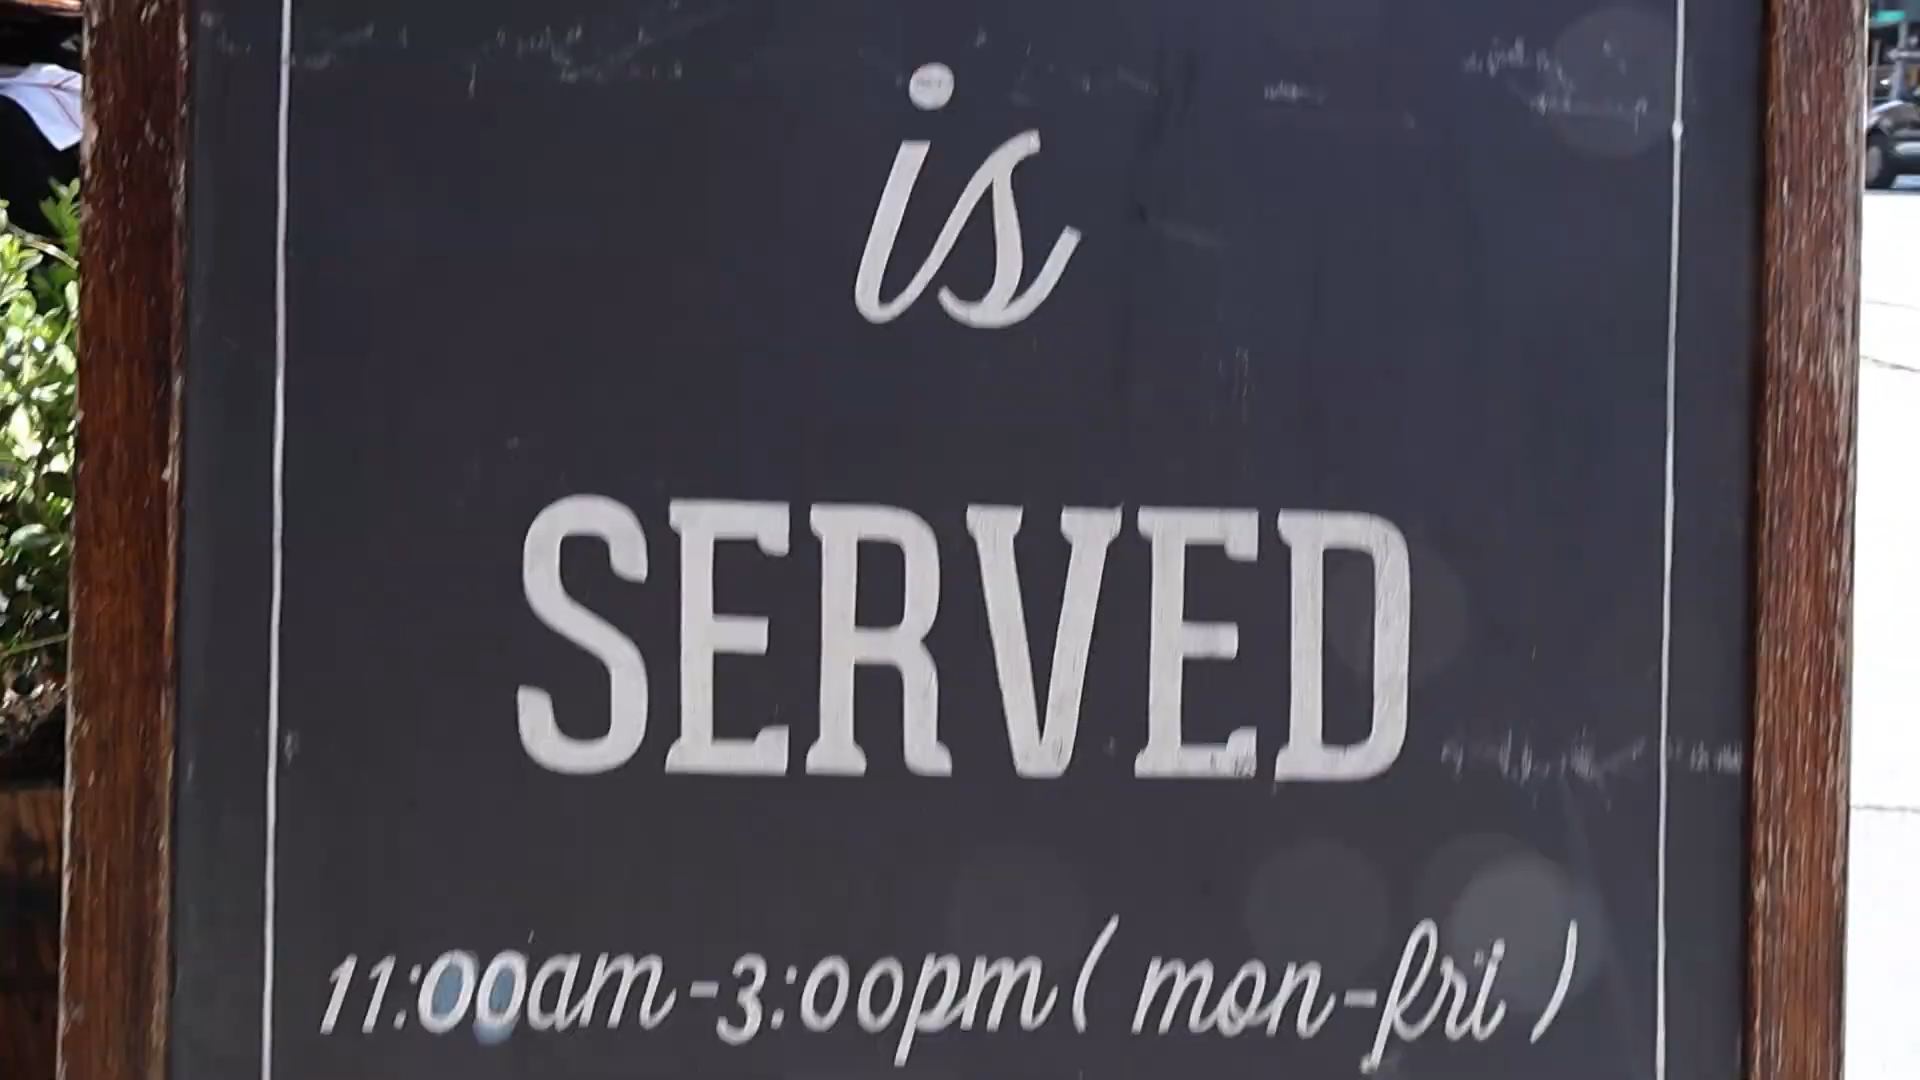 is
SERVED
11:00am-3:00pm ( mon-fri )